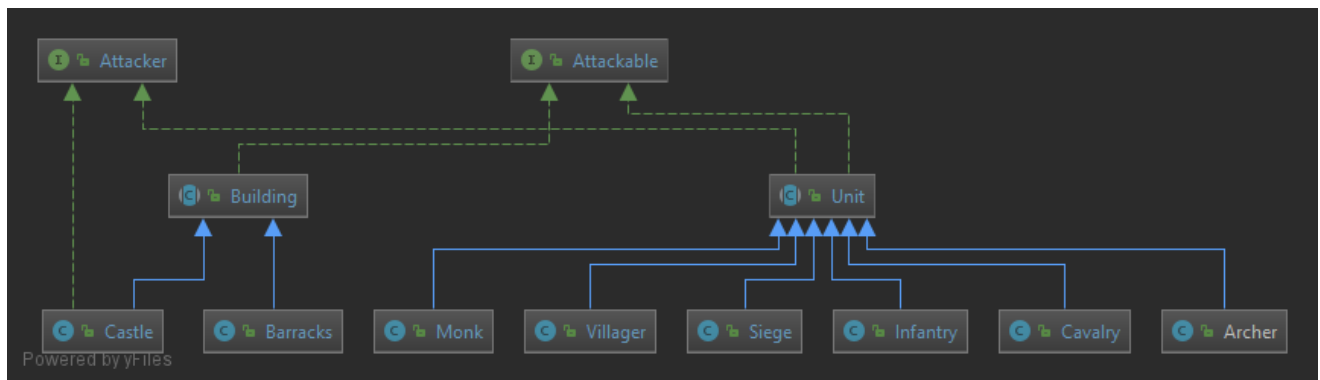 Attacker Attackable
Building Unit
Castle Barracks Monk Villager Siege Infantry Cavalry Archer
Powered by yFiles